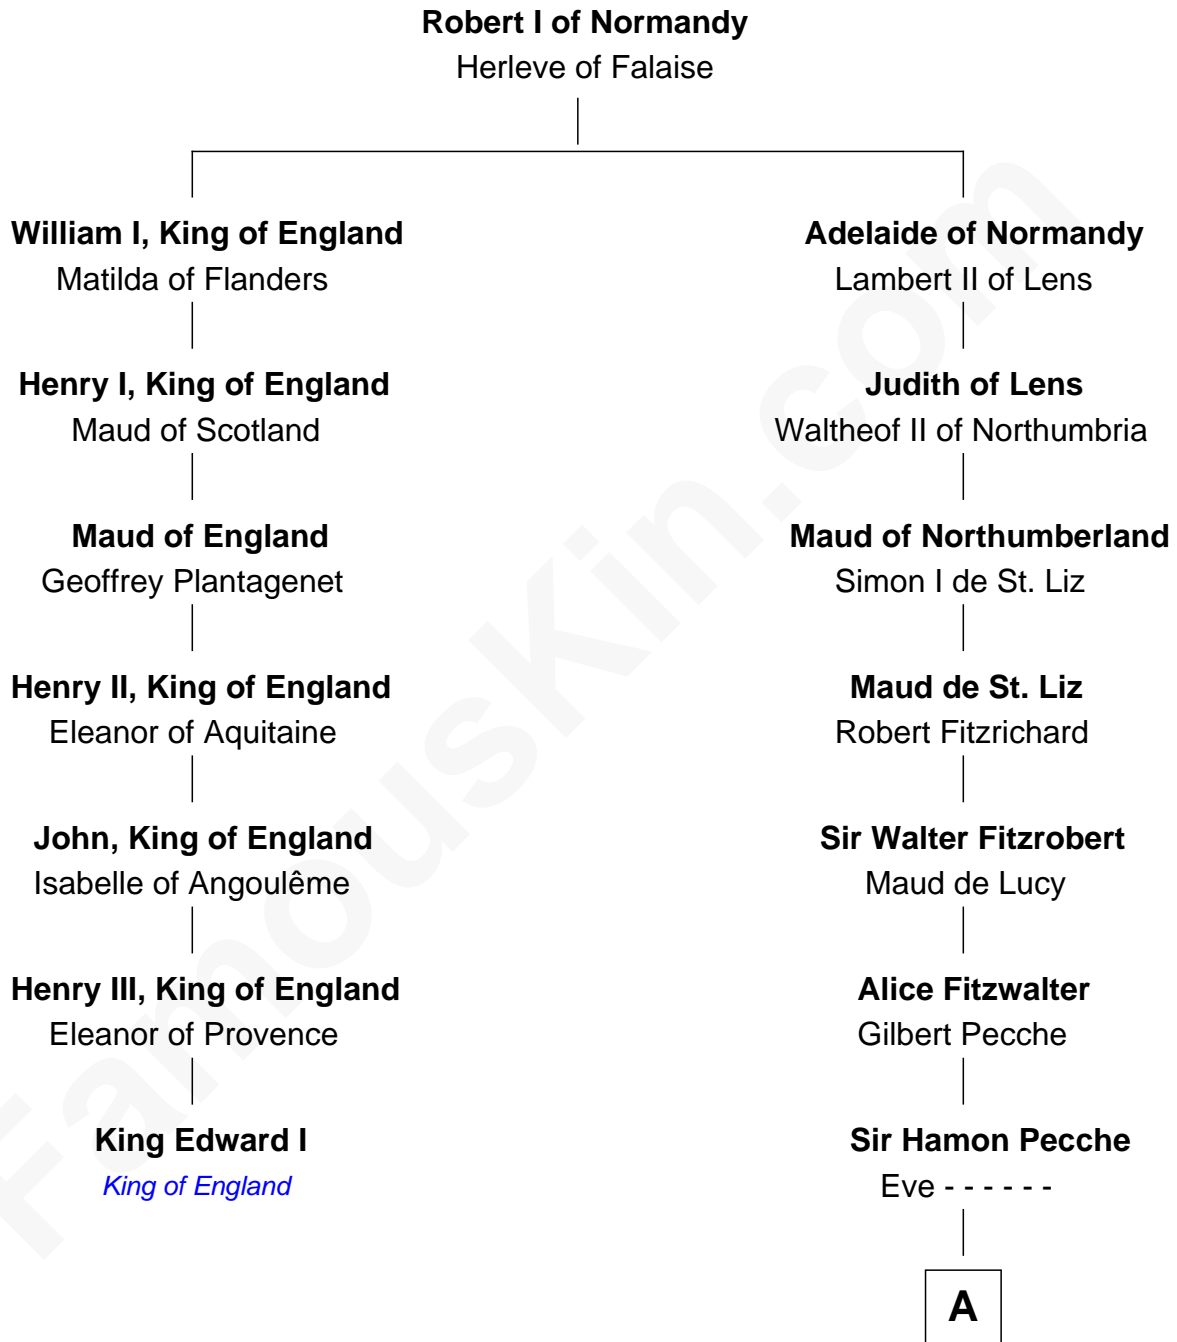 Robert I of Normandy
Herleve of Falaise
William I, King of England
Matilda of Flanders
Adelaide of Normandy
Lambert II of Lens
Henry I, King of England
Maud of Scotland
Judith of Lens
Waltheof II of Northumbria
Maud of England
Geoffrey Plantagenet
Maud of Northumberland
Simon I de St. Liz
Henry II, King of England
Eleanor of Aquitaine
Maud de St. Liz
Robert Fitzrichard
John, King of England
Isabelle of Angoulême
Sir Walter Fitzrobert
Maud de Lucy
Henry III, King of England
Eleanor of Provence
Alice Fitzwalter
Gilbert Pecche
King Edward I
King of England
Sir Hamon Pecche
Eve - - - - - -
A
FamousKin.com